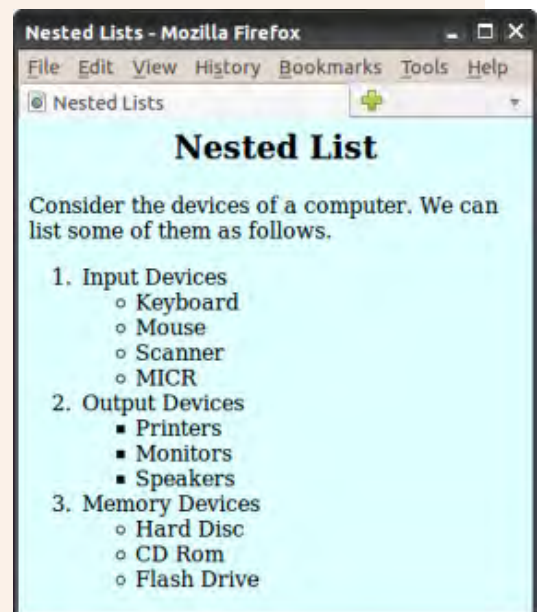 Nested Lists - Mozilla Firefox
File Edit View History Bookmarks Tools Help
Nested Lists
Nested List
Consider the devices of a computer. We can
list some of them as follows.
1. Input Devices
Keyboard
Mouse
Scanner
MICR
2. Output Devices
Printers
Monitors
Speakers
3. Memory Devices
Hard Disc
CD Rom
Flash Drive